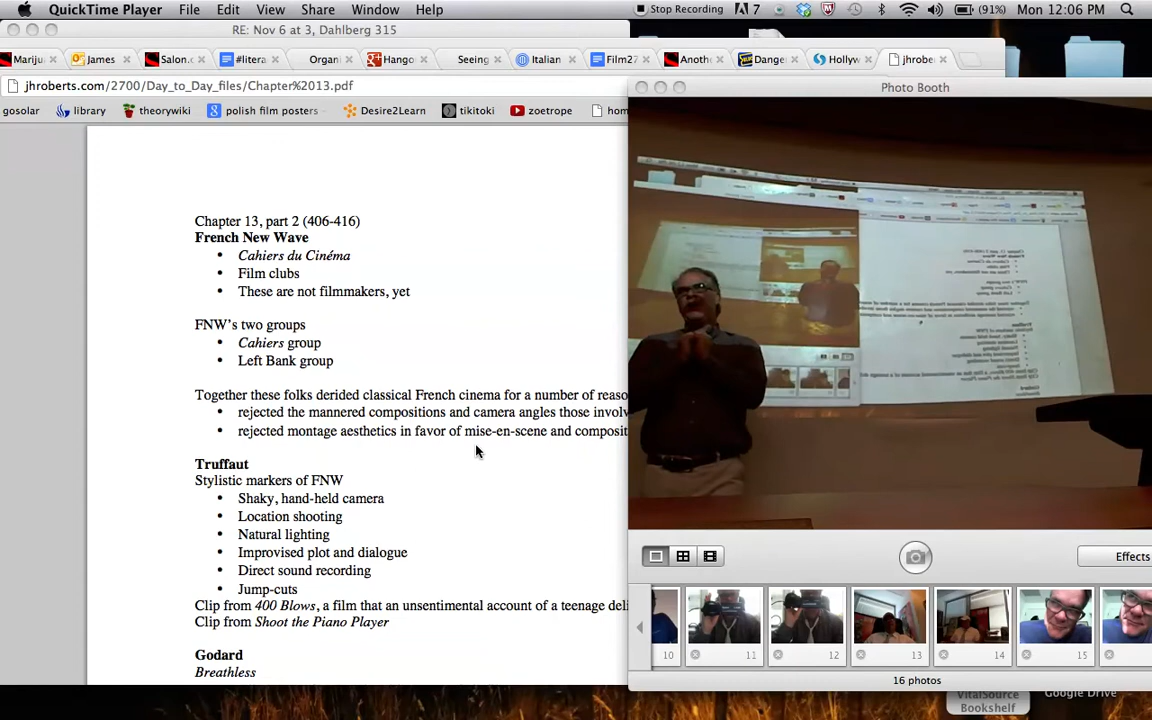 QuickTime Player File Edit View Share Window Help
Stop Recording 7 (91%) Mon 12:06 PM
RE: Nov 6 at 3, Dahlberg 315
Mariju James Salon.c #litera Organi Hango Seeing Italian Film27 Anoth Danger Hollyw jhrober
jhroberts.com/2700/Day_to_Day_files/Chapter%2013.pdf
gosolar library theorywiki polish film posters Desire2Learn tikitoki zoetrope hom
Chapter 13, part 2 (406-416)
French New Wave
• Cahiers du Cinéma
• Film clubs
• These are not filmmakers, yet
FNW's two groups
• Cahiers group
• Left Bank group
Together these folks derided classical French cinema for a number of reaso
• rejected the mannered compositions and camera angles those involv
• rejected montage aesthetics in favor of mise-en-scene and composit
Truffaut
Stylistic markers of FNW
• Shaky, hand-held camera
• Location shooting
• Natural lighting
• Improvised plot and dialogue
• Direct sound recording
• Jump-cuts
Clip from 400 Blows, a film that an unsentimental account of a teenage deli
Clip from Shoot the Piano Player
Godard
Breathless
Photo Booth
Effects
10 11 12 13 14 15
16 photos
VitalSource
Bookshelf
Google Drive